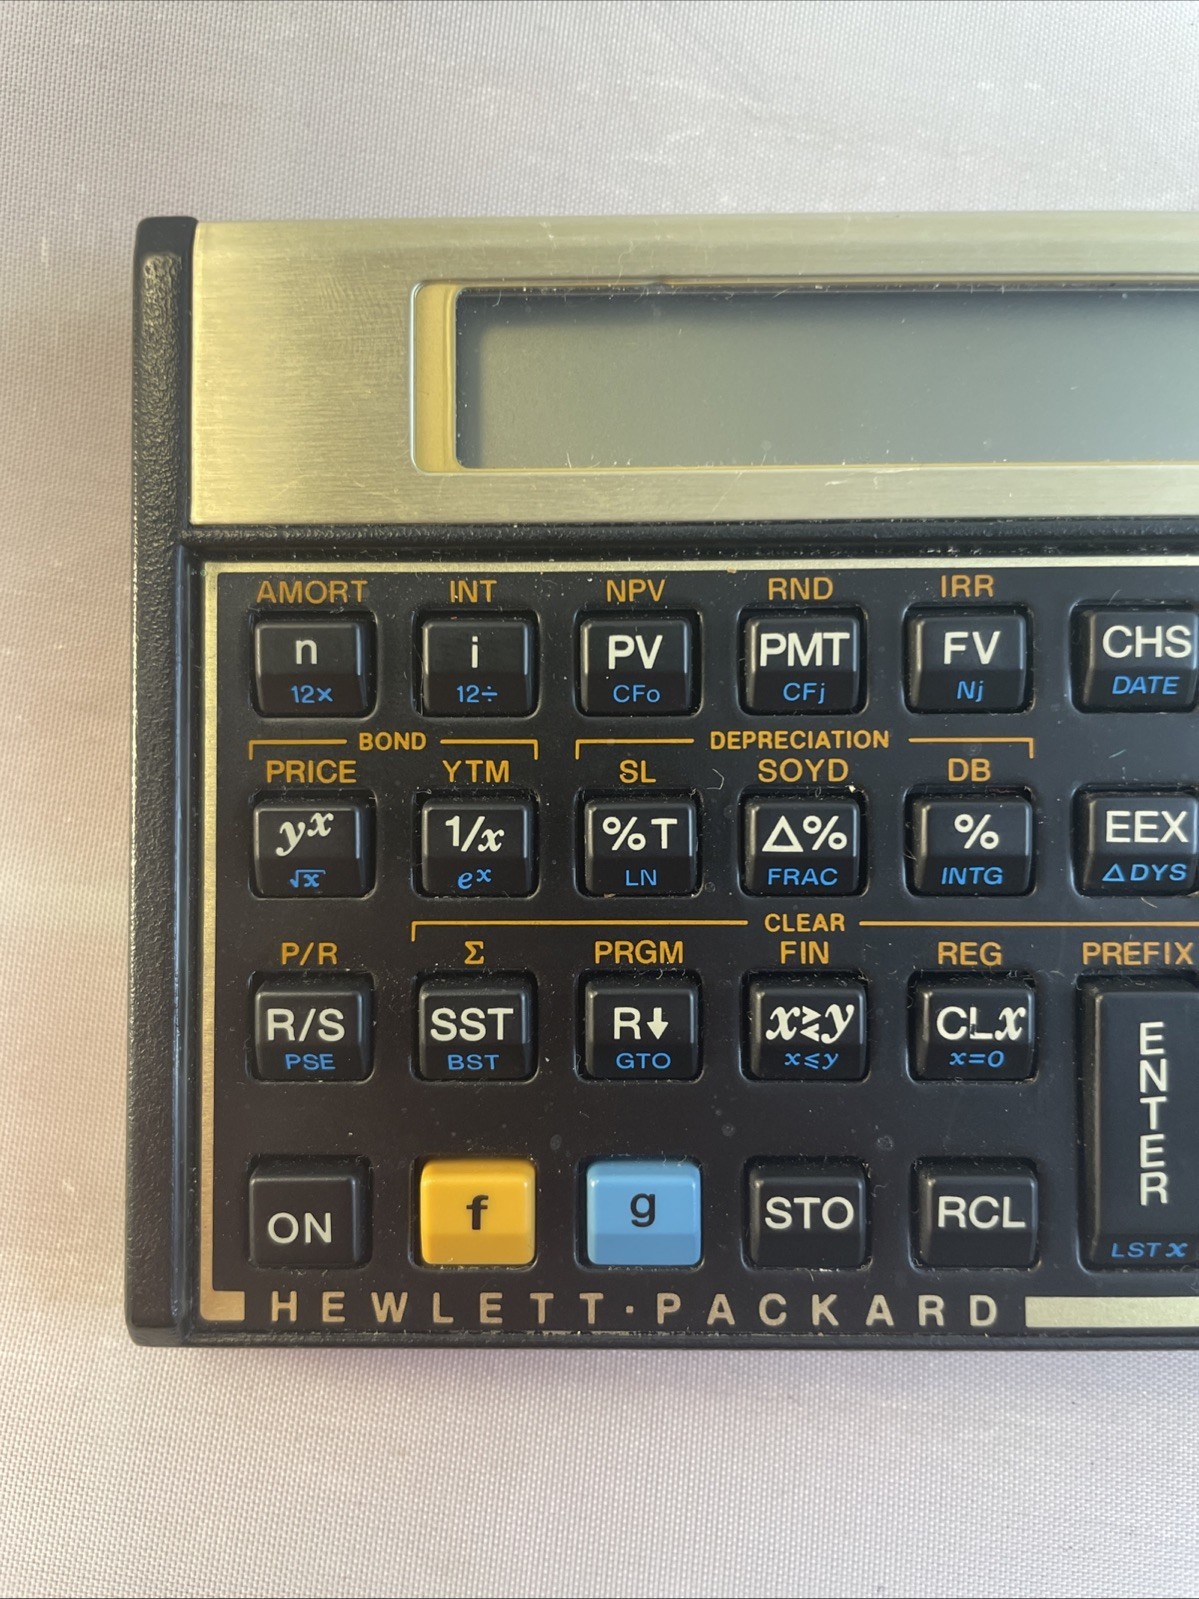 AMORT INT NPV RND IRR
n i PV PMT FV CHS
12× 12÷ CFo CFj Nj DATE
BOND DEPRECIATION
PRICE YTM SL SOYD DB
yˣ 1/x %T Δ% % EEX
√x eˣ LN FRAC INTG ΔDYS
CLEAR
P/R Σ PRGM FIN REG PREFIX
R/S SST R↓ x≷y CLx ENTER
PSE BST GTO x≤y x=0
ON f g STO RCL
LST x
HEWLETT·PACKARD